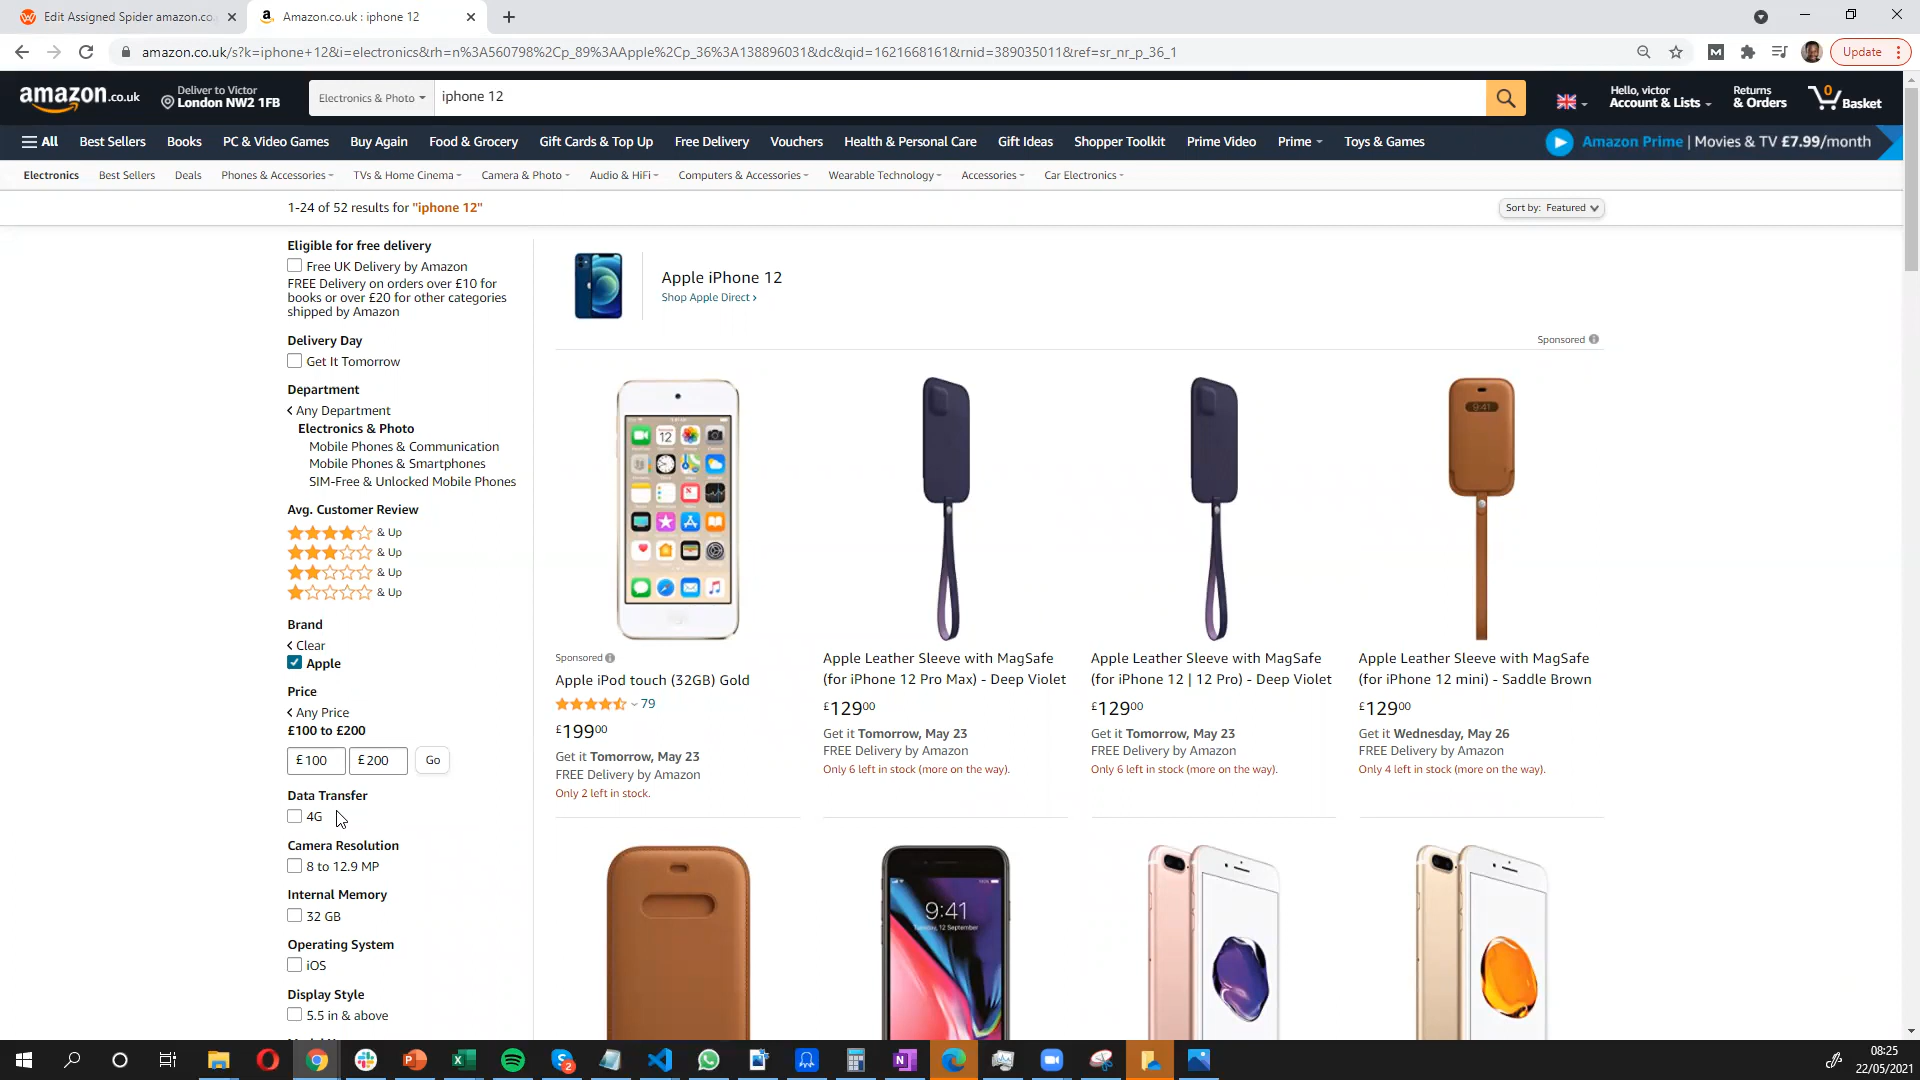 Edit Assigned Spider amazon.co
Amazon.co.uk : iphone 12
amazon.co.uk/s?k=iphone+12&i=electronics&rh=n%3A560798%2Cp_89%3AApple%2Cp_36%3A138896031&dc&qid=1621668161&rnid=389035011&ref=sr_nr_p_36_1
Update
amazon.co.uk
Deliver to Victor
London NW2 1FB
Electronics & Photo
iphone 12
Hello, victor
Account & Lists
Returns
& Orders
0
Basket
All
Best Sellers
Books
PC & Video Games
Buy Again
Food & Grocery
Gift Cards & Top Up
Free Delivery
Vouchers
Health & Personal Care
Gift Ideas
Shopper Toolkit
Prime Video
Prime
Toys & Games
Amazon Prime | Movies & TV £7.99/month
Electronics
Best Sellers
Deals
Phones & Accessories
TVs & Home Cinema
Camera & Photo
Audio & HiFi
Computers & Accessories
Wearable Technology
Accessories
Car Electronics
1-24 of 52 results for "iphone 12"
Sort by: Featured
Eligible for free delivery
Free UK Delivery by Amazon
FREE Delivery on orders over £10 for
books or over £20 for other categories
shipped by Amazon
Delivery Day
Get It Tomorrow
Department
Any Department
Electronics & Photo
Mobile Phones & Communication
Mobile Phones & Smartphones
SIM-Free & Unlocked Mobile Phones
Avg. Customer Review
& Up
& Up
& Up
& Up
Brand
Clear
Apple
Price
Any Price
£100 to £200
£ 100
£ 200
Go
Data Transfer
4G
Camera Resolution
8 to 12.9 MP
Internal Memory
32 GB
Operating System
iOS
Display Style
5.5 in & above
Apple iPhone 12
Shop Apple Direct ›
Sponsored
12
9:41
Sponsored
Apple iPod touch (32GB) Gold
79
£19900
Get it Tomorrow, May 23
FREE Delivery by Amazon
Only 2 left in stock.
Apple Leather Sleeve with MagSafe
(for iPhone 12 Pro Max) - Deep Violet
£12900
Get it Tomorrow, May 23
FREE Delivery by Amazon
Only 6 left in stock (more on the way).
Apple Leather Sleeve with MagSafe
(for iPhone 12 | 12 Pro) - Deep Violet
£12900
Get it Tomorrow, May 23
FREE Delivery by Amazon
Only 6 left in stock (more on the way).
Apple Leather Sleeve with MagSafe
(for iPhone 12 mini) - Saddle Brown
£12900
Get it Wednesday, May 26
FREE Delivery by Amazon
Only 4 left in stock (more on the way).
9:41
Tuesday, 12 September
08:25
22/05/2021